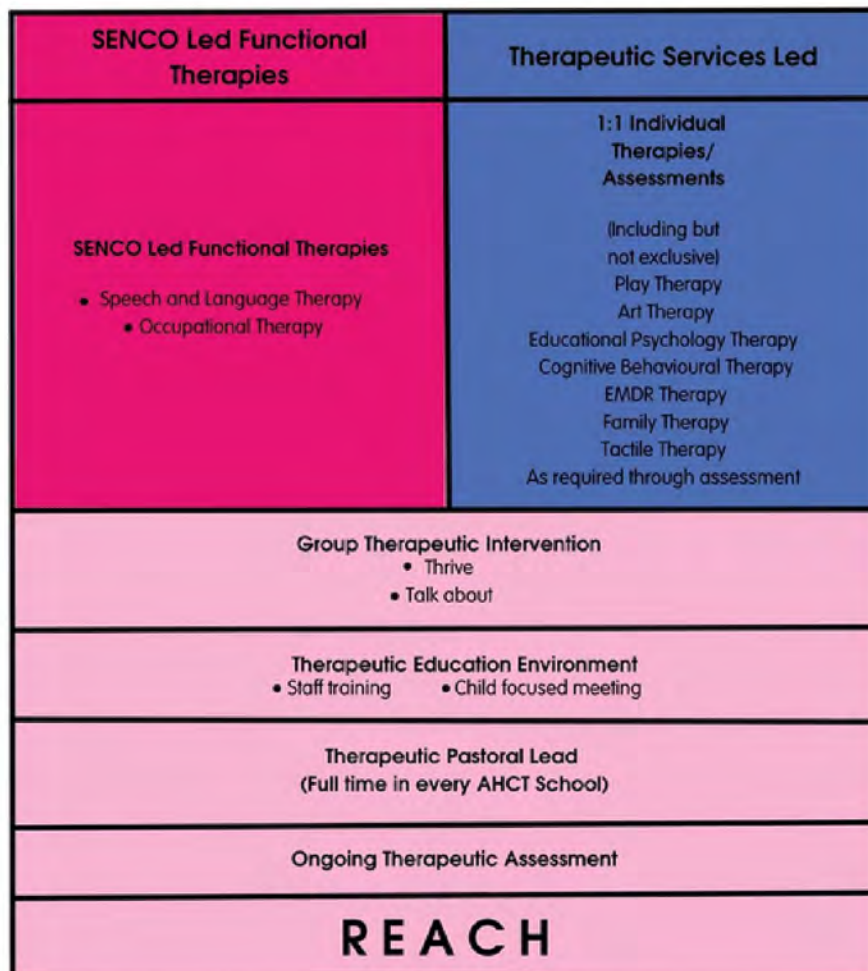 SENCO Led Functional
Therapies
Therapeutic Services Led
SENCO Led Functional Therapies
• Speech and Language Therapy
• Occupational Therapy
1:1 Individual
Therapies/
Assessments
(Including but
not exclusive)
Play Therapy
Art Therapy
Educational Psychology Therapy
Cognitive Behavioural Therapy
EMDR Therapy
Family Therapy
Tactile Therapy
As required through assessment
Group Therapeutic Intervention
• Thrive
• Talk about
Therapeutic Education Environment
• Staff training • Child focused meeting
Therapeutic Pastoral Lead
(Full time in every AHCT School)
Ongoing Therapeutic Assessment
REACH